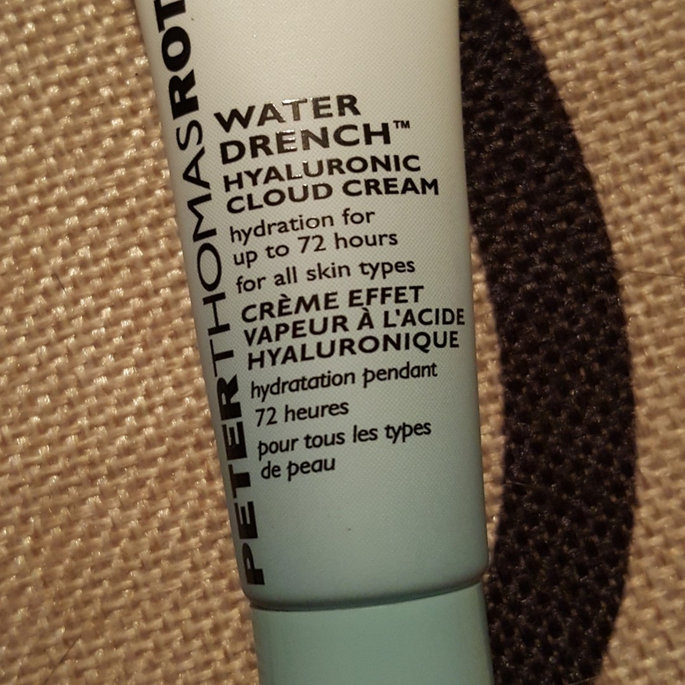 PETERTHOMASROT
WATER
DRENCH™
HYALURONIC
CLOUD CREAM
hydration for
up to 72 hours
for all skin types
CRÈME EFFET
VAPEUR À L'ACIDE
HYALURONIQUE
hydratation pendant
72 heures
pour tous les types
de peau